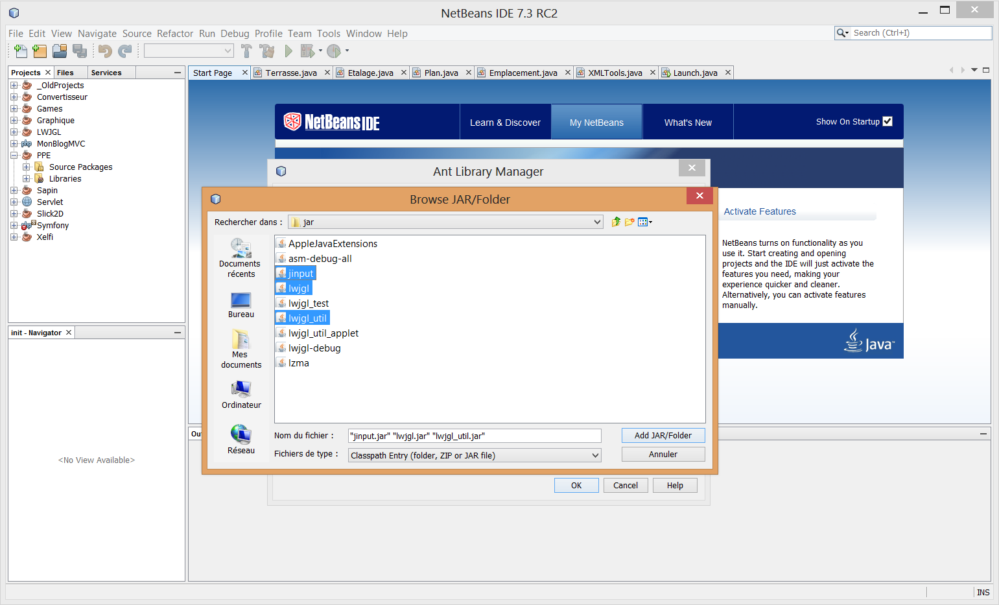 NetBeans IDE 7.3 RC2
File Edit View Navigate Source Refactor Run Debug Profile Team Tools Window Help
Search (Ctrl+I)
Projects Files Services
Start Page Terrasse.java Etalage.java Plan.java Emplacement.java XMLTools.java Launch.java
_OldProjects
Convertisseur
Games
Graphique
LWJGL
MonBlogMVC
PPE
Source Packages
Libraries
Sapin
Servlet
Slick2D
Symfony
Xelfi
NetBeans IDE
Learn & Discover
My NetBeans
What's New
Show On Startup
Ant Library Manager
Browse JAR/Folder
Rechercher dans :
jar
Documents
récents
Bureau
Mes
documents
Ordinateur
Réseau
AppleJavaExtensions
asm-debug-all
jinput
lwjgl
lwjgl_test
lwjgl_util
lwjgl_util_applet
lwjgl-debug
lzma
Nom du fichier :
"jinput.jar" "lwjgl.jar" "lwjgl_util.jar"
Add JAR/Folder
Fichiers de type :
Classpath Entry (folder, ZIP or JAR file)
Annuler
OK Cancel Help
Activate Features
NetBeans turns on functionality as you
use it. Start creating and opening
projects and the IDE will just activate the
features you need, making your
experience quicker and cleaner.
Alternatively, you can activate features
manually.
Java™
init - Navigator
<No View Available>
INS